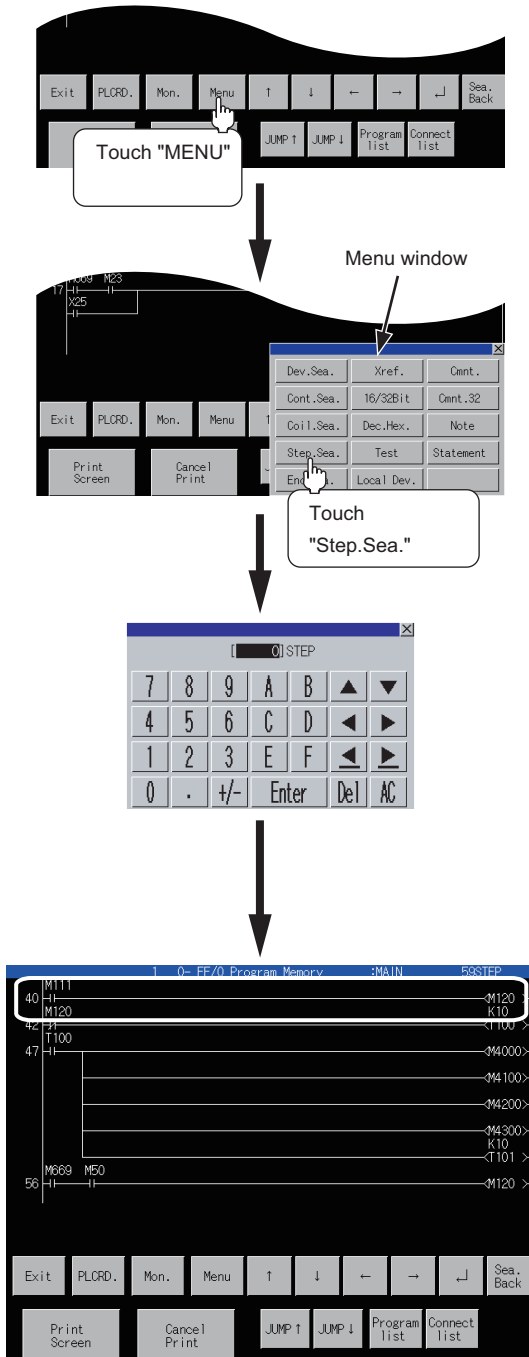 Exit PLCRD. Mon. Menu ↑ ↓ ← → ↵ Sea. Back
JUMP↑ JUMP↓ Program list Connect list
Touch "MENU"
Menu window
M23
17
X25
Dev.Sea. Xref. Cmnt.
Cont.Sea. 16/32Bit Cmnt.32
Coil.Sea. Dec.Hex. Note
Step.Sea. Test Statement
Local Dev.
Exit PLCRD. Mon. Menu
Print Screen Cancel Print
Touch
"Step.Sea."
[ 0] STEP
7 8 9 A B ▲ ▼
4 5 6 C D ◀ ▶
1 2 3 E F ◀ ▶
0 . +/- Enter Del AC
1 0- FF/0 Program Memory :MAIN 59STEP
M111
40 <M120 >
M120 K10
42 <T100 >
T100
47 <M4000>
<M4100>
<M4200>
<M4300>
K10
<T101 >
M669 M50
56 <M120 >
Exit PLCRD. Mon. Menu ↑ ↓ ← → ↵ Sea. Back
Print Screen Cancel Print JUMP↑ JUMP↓ Program list Connect list